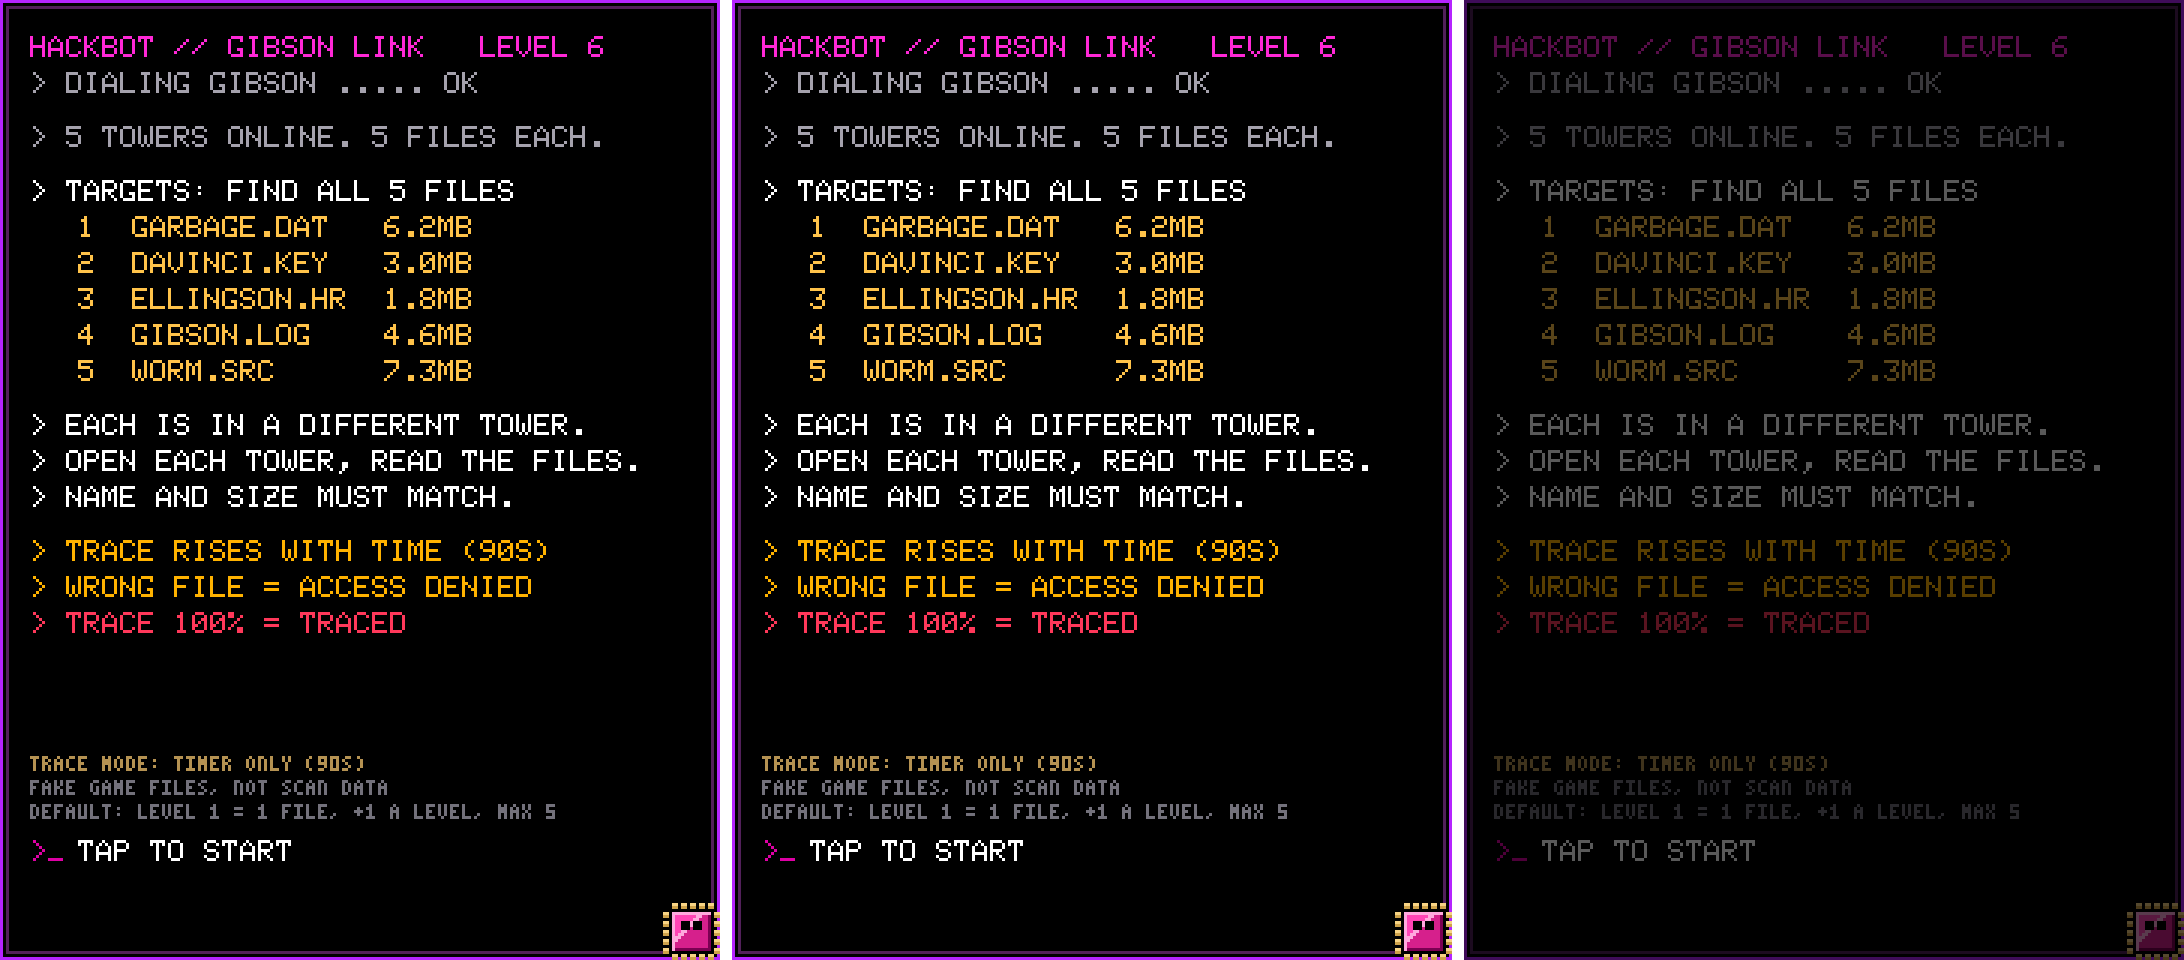 HACKBOT // GIBSON LINK   LEVEL 6
> DIALING GIBSON ..... OK
> 5 TOWERS ONLINE. 5 FILES EACH.
> TARGETS: FIND ALL 5 FILES
1  GARBAGE.DAT   6.2MB
2  DAVINCI.KEY   3.0MB
3  ELLINGSON.HR  1.8MB
4  GIBSON.LOG    4.6MB
5  WORM.SRC      7.3MB
> EACH IS IN A DIFFERENT TOWER.
> OPEN EACH TOWER, READ THE FILES.
> NAME AND SIZE MUST MATCH.
> TRACE RISES WITH TIME (90S)
> WRONG FILE = ACCESS DENIED
> TRACE 100% = TRACED
TRACE MODE: TIMER ONLY (90S)
FAKE GAME FILES, NOT SCAN DATA
DEFAULT: LEVEL 1 = 1 FILE, +1 A LEVEL, MAX 5
>_ TAP TO START
HACKBOT // GIBSON LINK   LEVEL 6
> DIALING GIBSON ..... OK
> 5 TOWERS ONLINE. 5 FILES EACH.
> TARGETS: FIND ALL 5 FILES
1  GARBAGE.DAT   6.2MB
2  DAVINCI.KEY   3.0MB
3  ELLINGSON.HR  1.8MB
4  GIBSON.LOG    4.6MB
5  WORM.SRC      7.3MB
> EACH IS IN A DIFFERENT TOWER.
> OPEN EACH TOWER, READ THE FILES.
> NAME AND SIZE MUST MATCH.
> TRACE RISES WITH TIME (90S)
> WRONG FILE = ACCESS DENIED
> TRACE 100% = TRACED
TRACE MODE: TIMER ONLY (90S)
FAKE GAME FILES, NOT SCAN DATA
DEFAULT: LEVEL 1 = 1 FILE, +1 A LEVEL, MAX 5
>_ TAP TO START
HACKBOT // GIBSON LINK   LEVEL 6
> DIALING GIBSON ..... OK
> 5 TOWERS ONLINE. 5 FILES EACH.
> TARGETS: FIND ALL 5 FILES
1  GARBAGE.DAT   6.2MB
2  DAVINCI.KEY   3.0MB
3  ELLINGSON.HR  1.8MB
4  GIBSON.LOG    4.6MB
5  WORM.SRC      7.3MB
> EACH IS IN A DIFFERENT TOWER.
> OPEN EACH TOWER, READ THE FILES.
> NAME AND SIZE MUST MATCH.
> TRACE RISES WITH TIME (90S)
> WRONG FILE = ACCESS DENIED
> TRACE 100% = TRACED
TRACE MODE: TIMER ONLY (90S)
FAKE GAME FILES, NOT SCAN DATA
DEFAULT: LEVEL 1 = 1 FILE, +1 A LEVEL, MAX 5
>_ TAP TO START